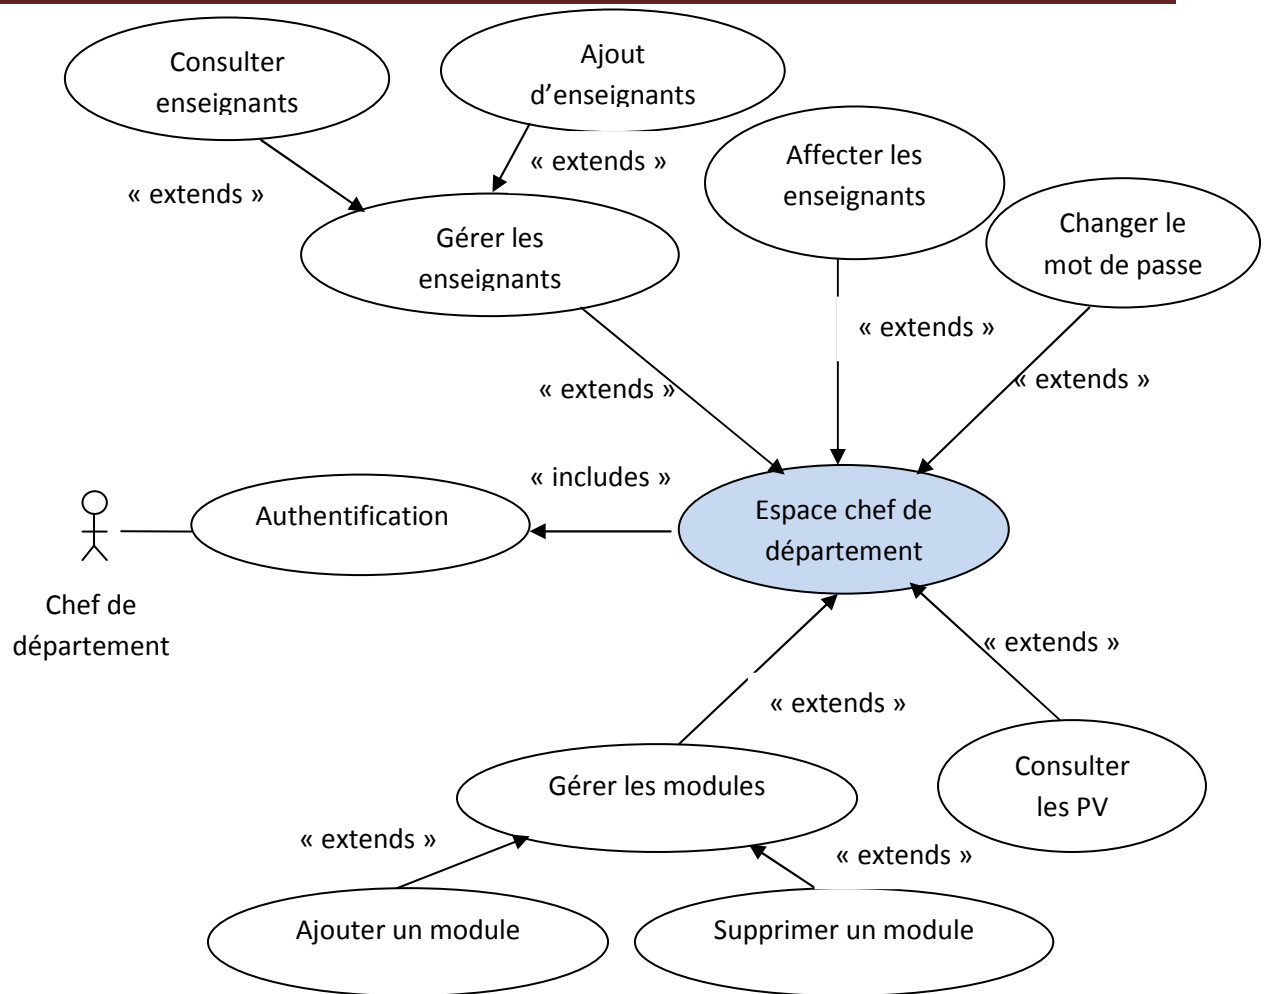 Consulter
enseignants
Ajout
d’enseignants
« extends »
« extends »
Affecter les
enseignants
Changer le
mot de passe
Gérer les
enseignants
« extends »
« extends »
« extends »
« includes »
Authentification
Espace chef de
département
Chef de
département
« extends »
« extends »
Gérer les modules
Consulter
les PV
« extends »
« extends »
Ajouter un module
Supprimer un module